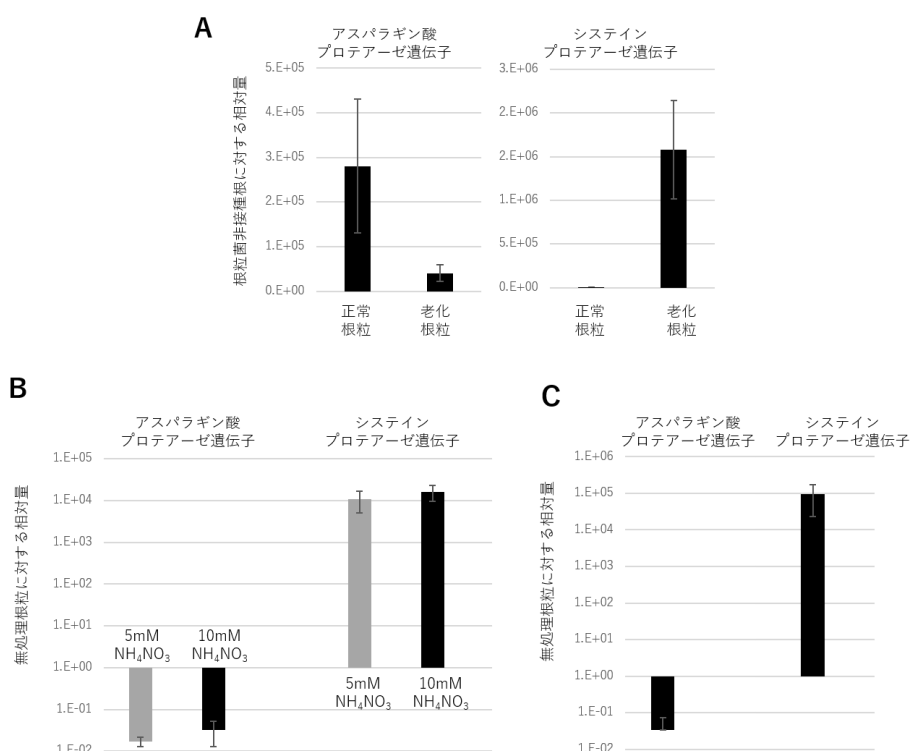 A
アスパラギン酸
プロテアーゼ遺伝子
システイン
プロテアーゼ遺伝子
根粒菌非接種根に対する相対量
5.E+05
4.E+05
3.E+05
2.E+05
1.E+05
0.E+00
3.E+06
2.E+06
2.E+06
1.E+06
5.E+05
0.E+00
正常
根粒
老化
根粒
正常
根粒
老化
根粒
B
アスパラギン酸
プロテアーゼ遺伝子
システイン
プロテアーゼ遺伝子
無処理根粒に対する相対量
1.E+05
1.E+04
1.E+03
1.E+02
1.E+01
1.E+00
1.E-01
1.E-02
5mM
NH₄NO₃
10mM
NH₄NO₃
5mM
NH₄NO₃
10mM
NH₄NO₃
C
アスパラギン酸
プロテアーゼ遺伝子
システイン
プロテアーゼ遺伝子
無処理根粒に対する相対量
1.E+06
1.E+05
1.E+04
1.E+03
1.E+02
1.E+01
1.E+00
1.E-01
1.E-02